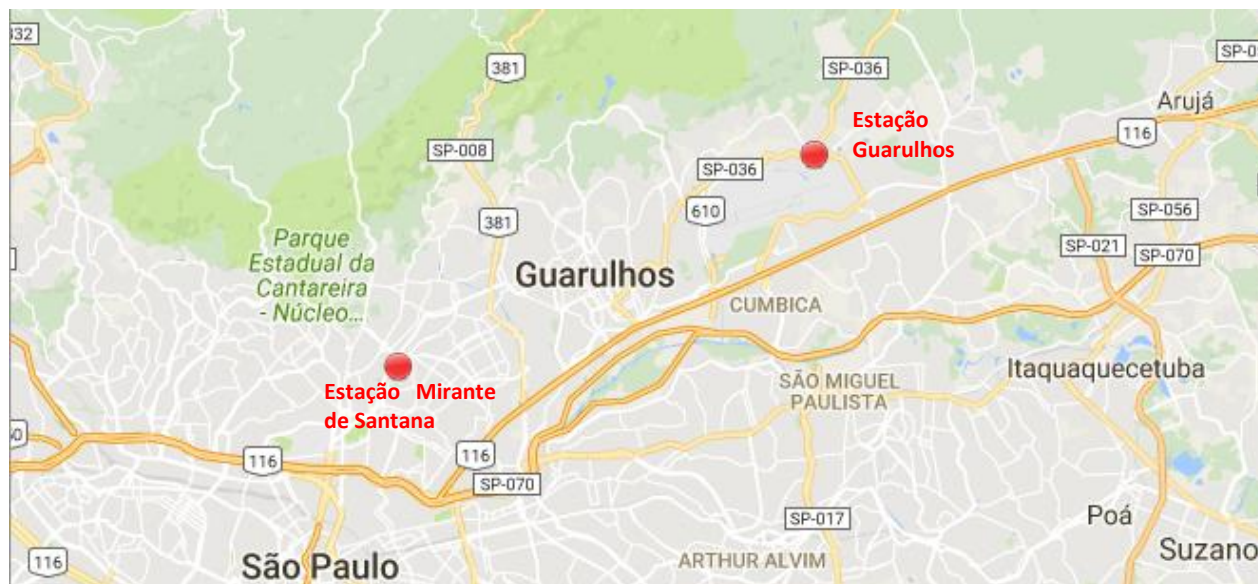 332
381
SP-036
SP-0
Arujá
Estação
Guarulhos
116
SP-008
SP-036
381
610
SP-056
Parque
Estadual da
Cantareira
- Núcleo...
SP-021
SP-070
Guarulhos
CUMBICA
Estação Mirante
de Santana
SÃO MIGUEL
PAULISTA
Itaquaquecetuba
116
116
SP-070
SP-017
Poá
Suzano
116
São Paulo
ARTHUR ALVIM